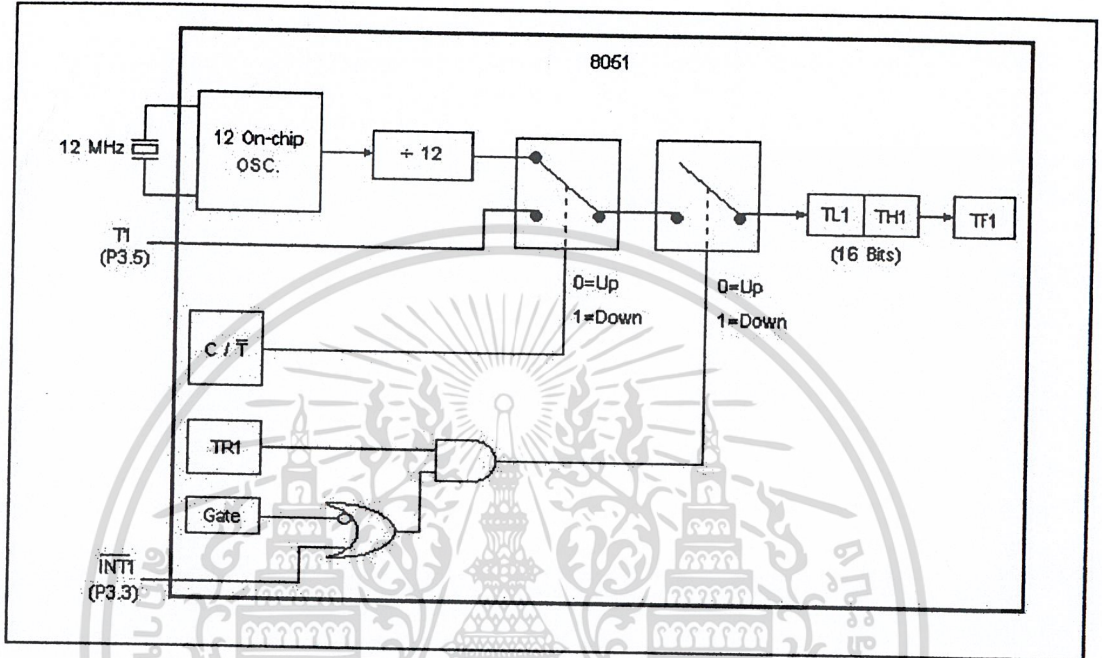 8051
12 MHz
12 On-chip
OSC.
÷ 12
T1
(P3.5)
TL1
TH1
TF1
(16 Bits)
0=Up
1=Down
0=Up
1=Down
C / T̅
TR1
Gate
I̅N̅T̅1̅
(P3.3)